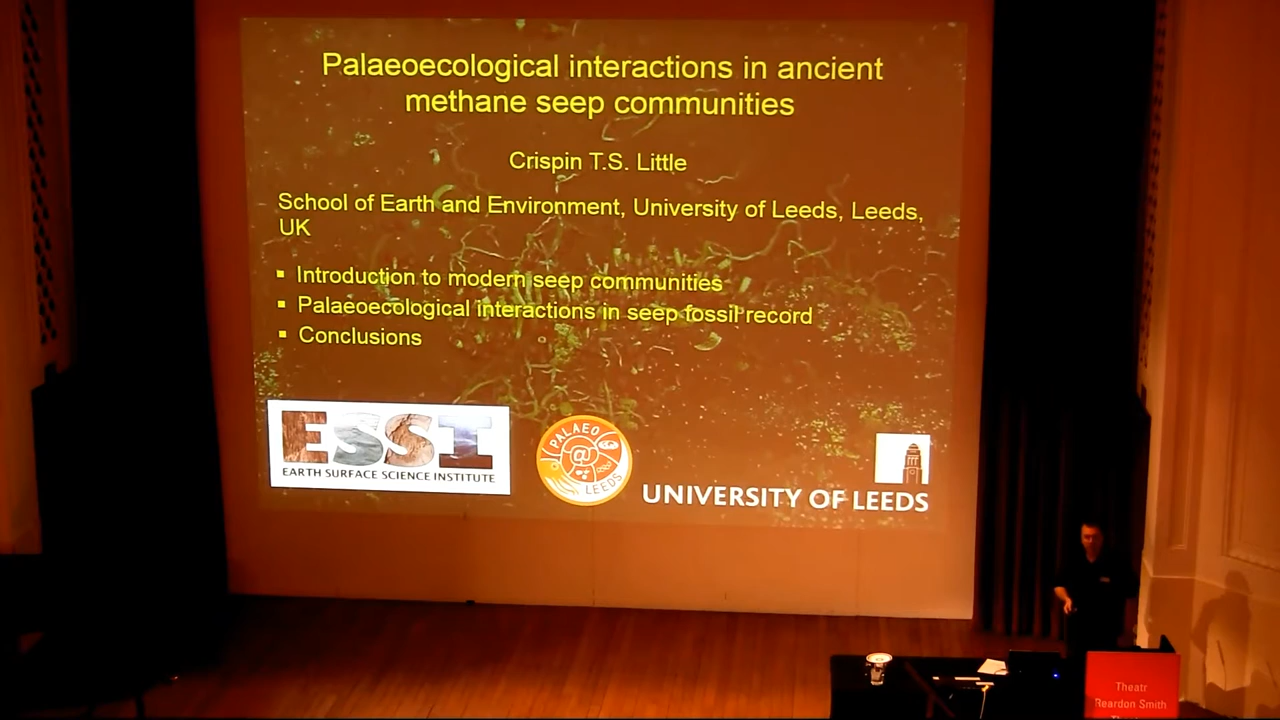 Palaeoecological interactions in ancient
methane seep communities
Crispin T.S. Little
School of Earth and Environment, University of Leeds, Leeds,
UK
▪ Introduction to modern seep communities
▪ Palaeoecological interactions in seep fossil record
▪ Conclusions
ESSI
EARTH SURFACE SCIENCE INSTITUTE
PALAEO
@
LEEDS
UNIVERSITY OF LEEDS
Theatr
Reardon Smith